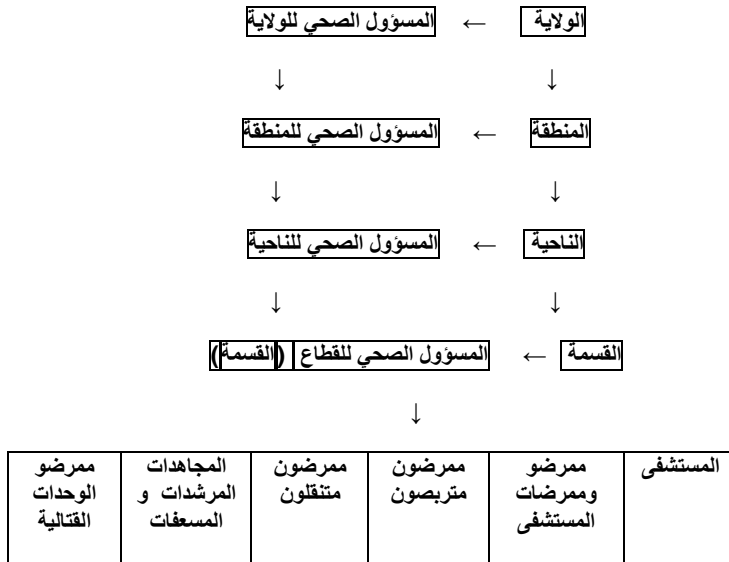 الولاية ← المسؤول الصحي للولاية
↓ ↓
المنطقة ← المسؤول الصحي للمنطقة
↓ ↓
الناحية ← المسؤول الصحي للناحية
↓ ↓
القسمة ← المسؤول الصحي للقطاع (القسمة)
↓
المستشفى
ممرضو
وممرضات
المستشفى
ممرضون
متربصون
ممرضون
متنقلون
المجاهدات
المرشدات و
المسعفات
ممرضو
الوحدات
القتالية